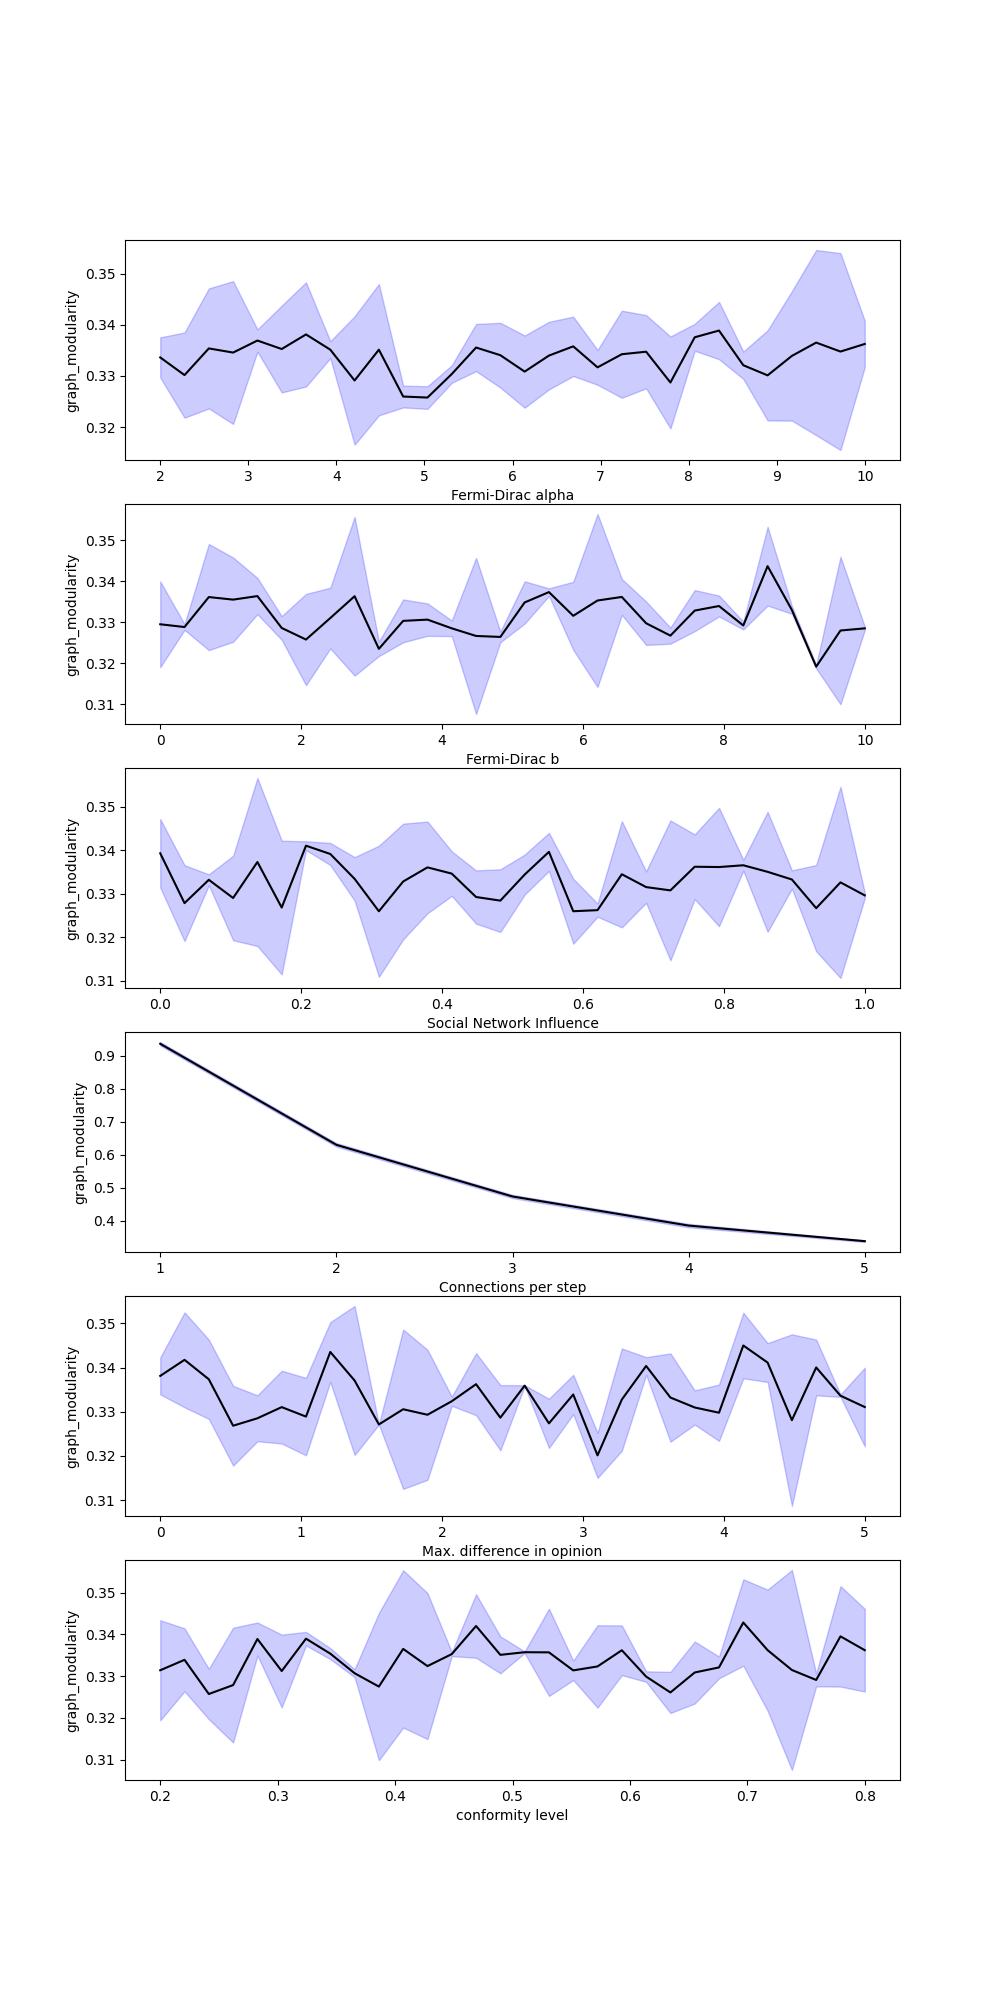 graph_modularity
0.35
0.34
0.33
0.32
2 3 4 5 6 7 8 9 10
Fermi-Dirac alpha
graph_modularity
0.35
0.34
0.33
0.32
0.31
0 2 4 6 8 10
Fermi-Dirac b
graph_modularity
0.35
0.34
0.33
0.32
0.31
0.0 0.2 0.4 0.6 0.8 1.0
Social Network Influence
graph_modularity
0.9
0.8
0.7
0.6
0.5
0.4
1 2 3 4 5
Connections per step
graph_modularity
0.35
0.34
0.33
0.32
0.31
0 1 2 3 4 5
Max. difference in opinion
graph_modularity
0.35
0.34
0.33
0.32
0.31
0.2 0.3 0.4 0.5 0.6 0.7 0.8
conformity level